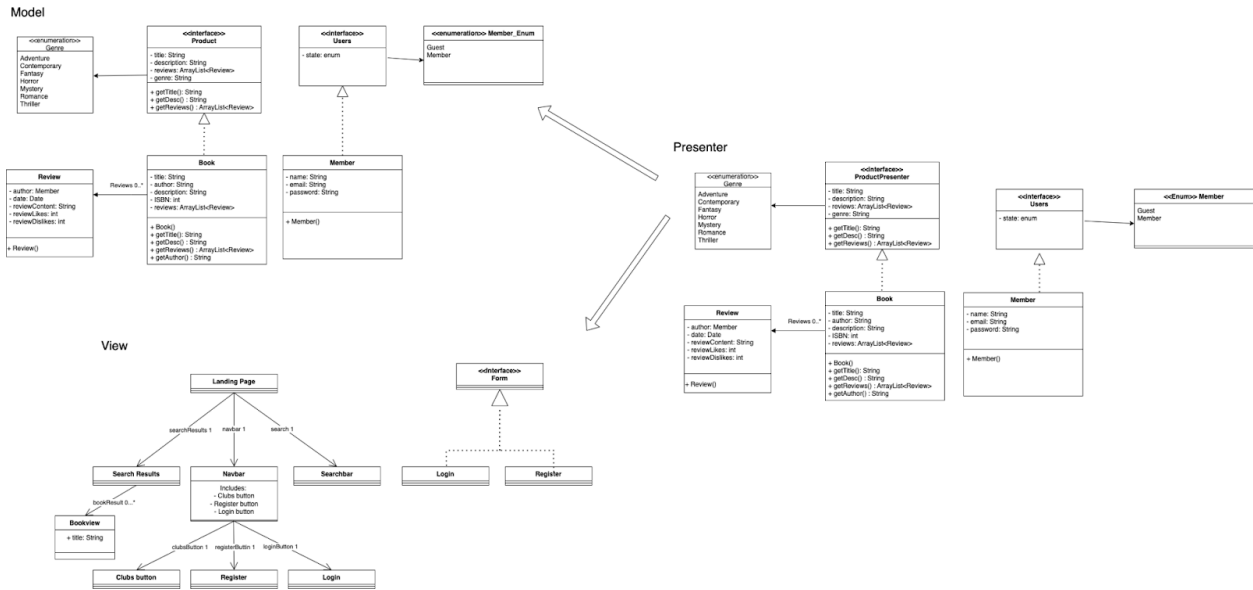 Model
<<enumeration>>
Genre
Adventure
Contemporary
Fantasy
Horror
Mystery
Romance
Thriller
<<interface>>
Product
- title: String
- description: String
- reviews: ArrayList<Review>
- genre: String
+ getTitle(): String
+ getDesc() : String
+ getReviews() : ArrayList<Review>
<<interface>>
Users
- state: enum
<<enumeration>> Member_Enum
Guest
Member
Review
- author: Member
- date: Date
- reviewContent: String
- reviewLikes: int
- reviewDislikes: int
+ Review()
Reviews 0..*
Book
- title: String
- author: String
- description: String
- ISBN: int
- reviews: ArrayList<Review>
+ Book()
+ getTitle(): String
+ getDesc() : String
+ getReviews() : ArrayList<Review>
+ getAuthor() : String
Member
- name: String
- email: String
- password: String
+ Member()
Presenter
<<enumeration>>
Genre
Adventure
Contemporary
Fantasy
Horror
Mystery
Romance
Thriller
<<interface>>
ProductPresenter
- title: String
- description: String
- reviews: ArrayList<Review>
- genre: String
+ getTitle(): String
+ getDesc() : String
+ getReviews() : ArrayList<Review>
<<interface>>
Users
- state: enum
<<Enum>> Member
Guest
Member
Review
- author: Member
- date: Date
- reviewContent: String
- reviewLikes: int
- reviewDislikes: int
+ Review()
Reviews 0..*
Book
- title: String
- author: String
- description: String
- ISBN: int
- reviews: ArrayList<Review>
+ Book()
+ getTitle(): String
+ getDesc() : String
+ getReviews() : ArrayList<Review>
+ getAuthor() : String
Member
- name: String
- email: String
- password: String
+ Member()
View
Landing Page
searchResults 1
navbar 1
search 1
Search Results
Navbar
Includes:
- Clubs button
- Register button
- Login button
Searchbar
bookResult 0...*
Bookview
+ title: String
clubsButton 1
registerButtin 1
loginButton 1
Clubs button
Register
Login
<<interface>>
Form
Login
Register